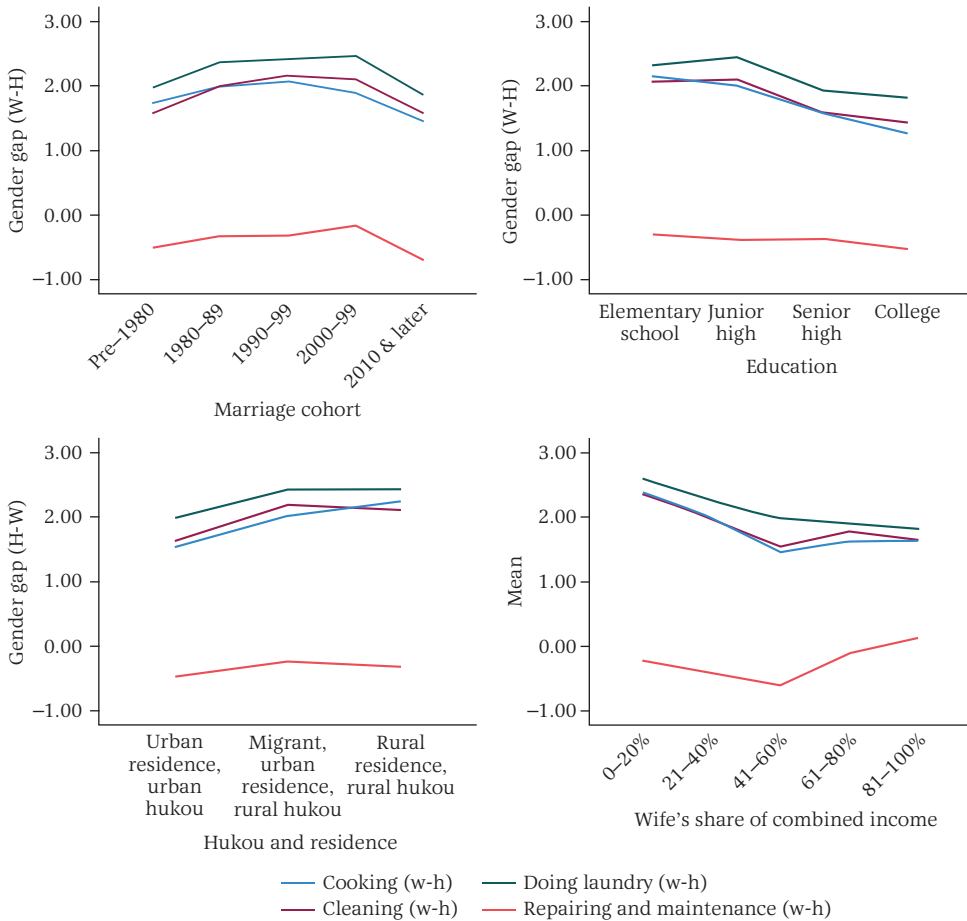 3.00
2.00
1.00
0.00
−1.00
Gender gap (W-H)
Pre–1980
1980–89
1990–99
2000–99
2010 & later
Marriage cohort
3.00
2.00
1.00
0.00
−1.00
Gender gap (W-H)
Elementary school
Junior high
Senior high
College
Education
3.00
2.00
1.00
0.00
−1.00
Gender gap (H-W)
Urban
residence,
urban
hukou
Migrant,
urban
residence,
rural hukou
Rural
residence,
rural hukou
Hukou and residence
3.00
2.00
1.00
0.00
−1.00
Mean
0–20%
21–40%
41–60%
61–80%
81–100%
Wife's share of combined income
Cooking (w-h)
Doing laundry (w-h)
Cleaning (w-h)
Repairing and maintenance (w-h)